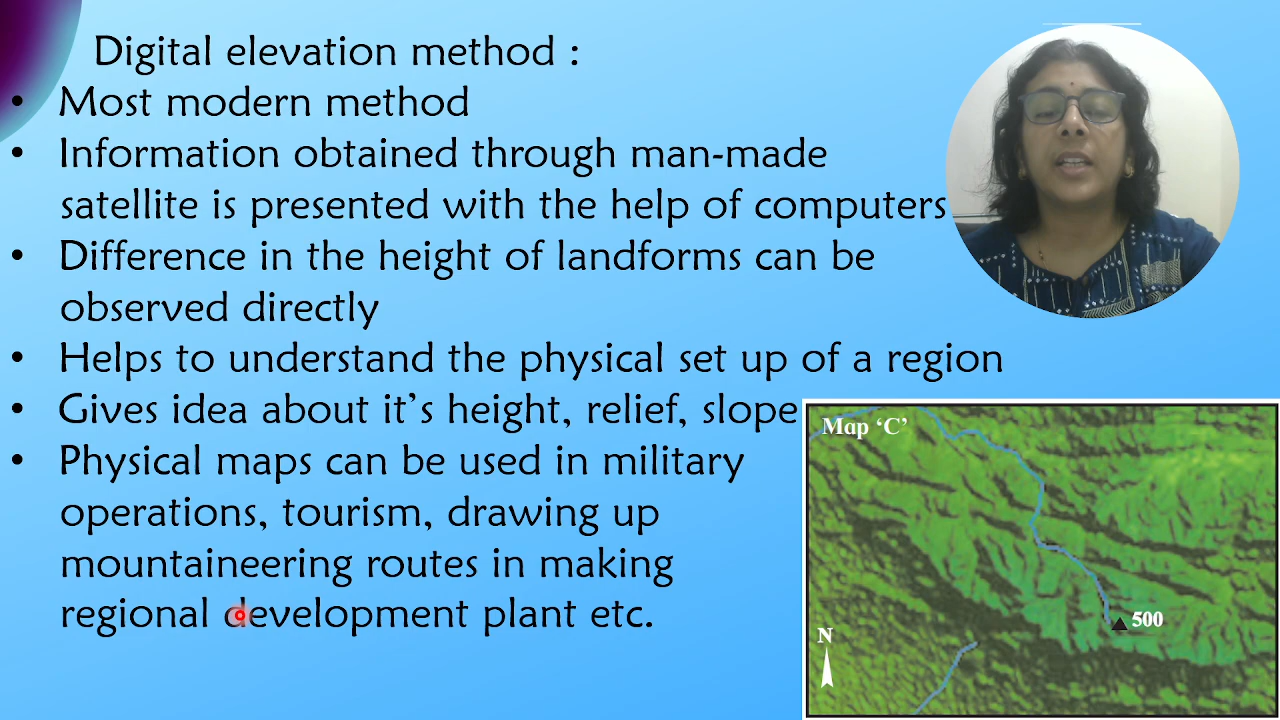 Digital elevation method :
• Most modern method
• Information obtained through man-made
satellite is presented with the help of computers
• Difference in the height of landforms can be
observed directly
• Helps to understand the physical set up of a region
• Gives idea about it’s height, relief, slope
• Physical maps can be used in military
operations, tourism, drawing up
mountaineering routes in making
regional development plant etc.
Map ‘C’
500
N